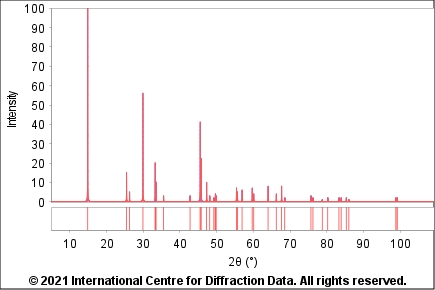 100
90
80
70
60
50
40
30
20
10
0
Intensity
10 20 30 40 50 60 70 80 90 100
2θ (°)
© 2021 International Centre for Diffraction Data. All rights reserved.